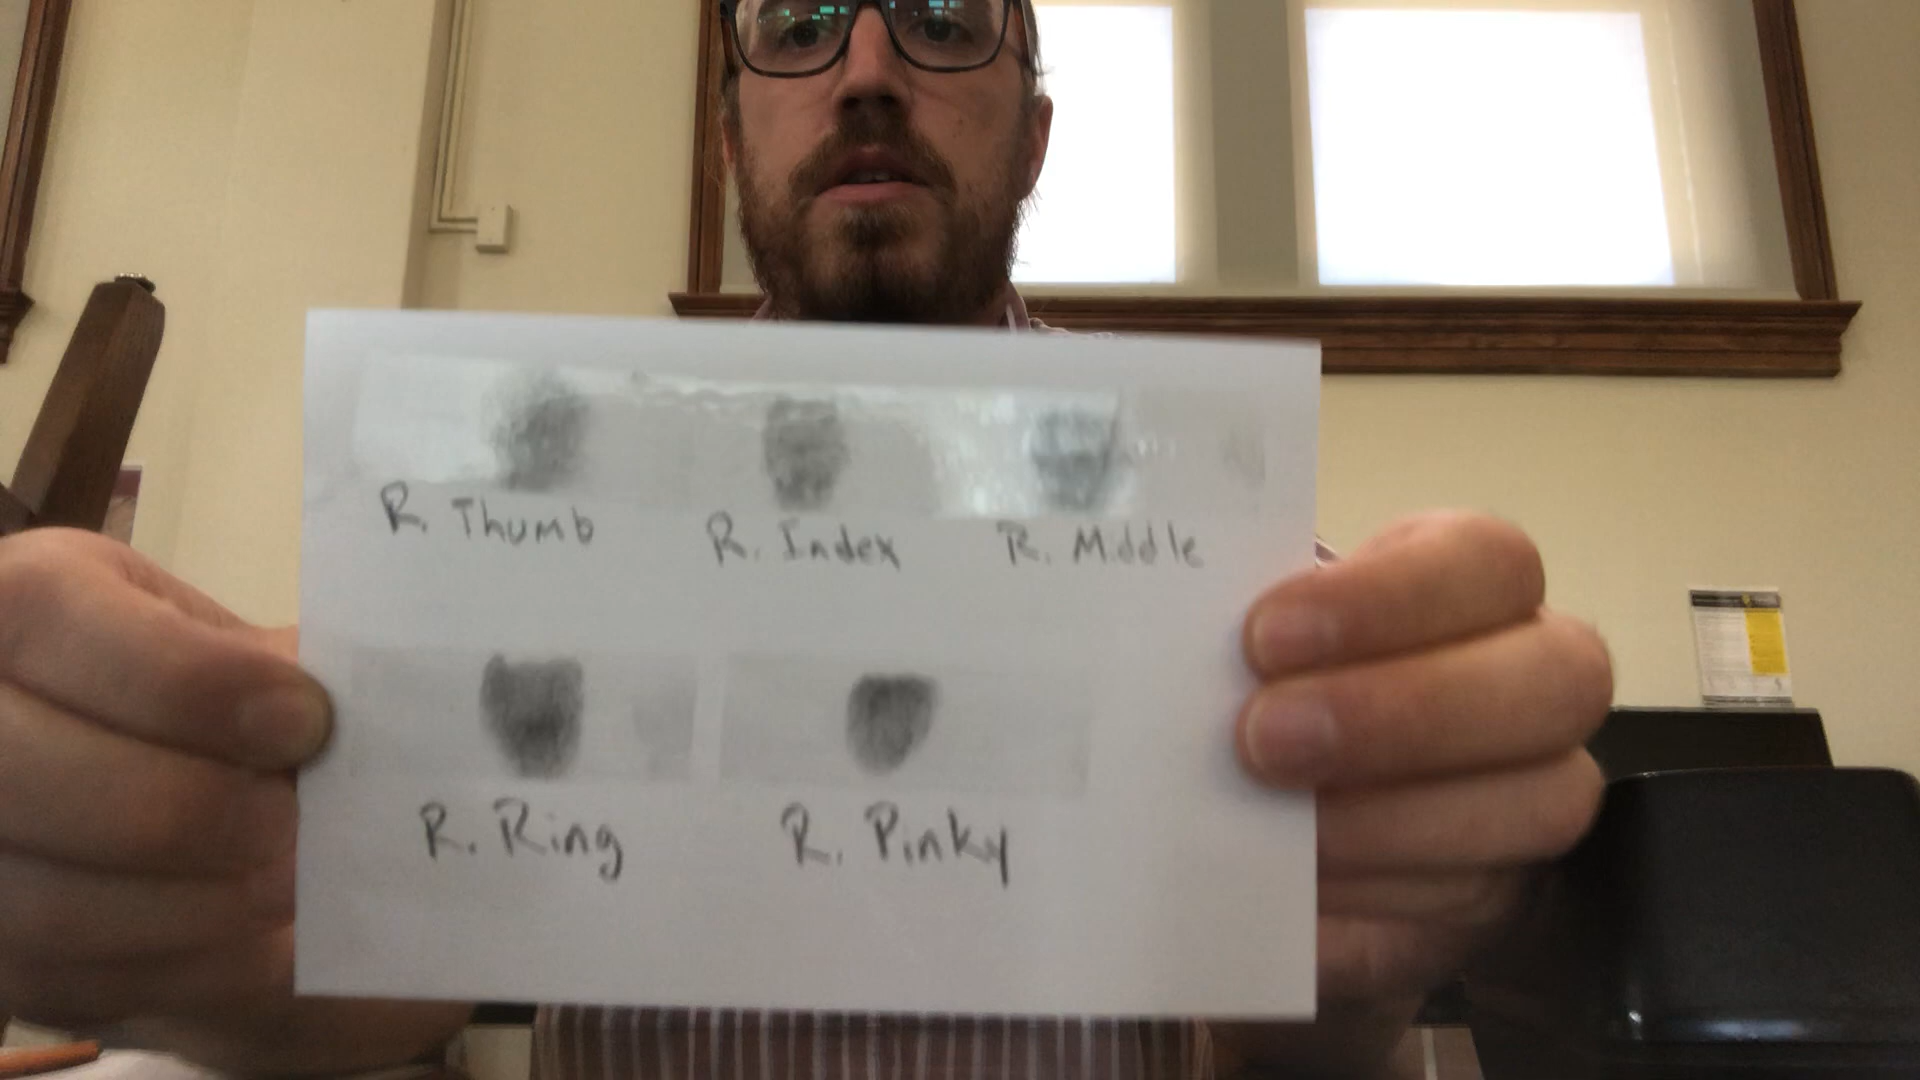 R. Thumb R. Index R. Middle
R. Ring R. Pinky